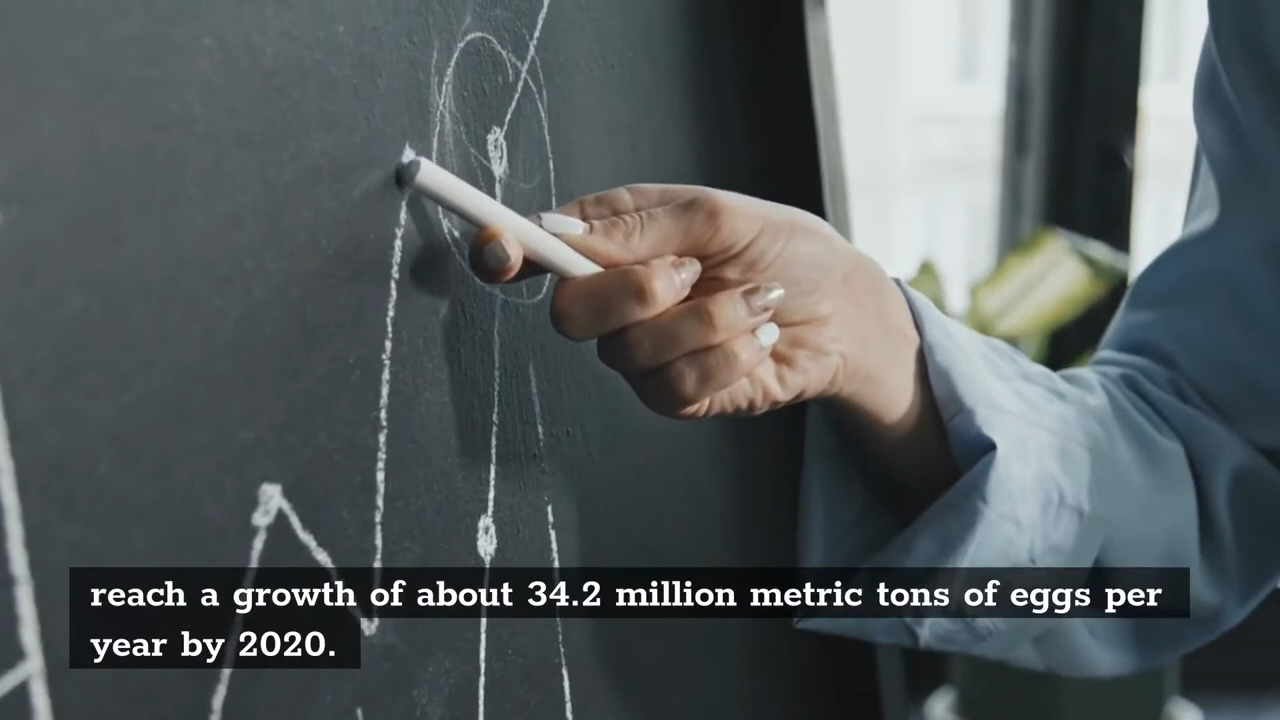 reach a growth of about 34.2 million metric tons of eggs per
year by 2020.